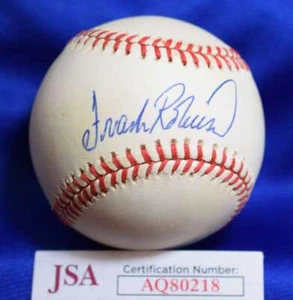 Frank Robinson
JSA
Certification Number:
AQ80218